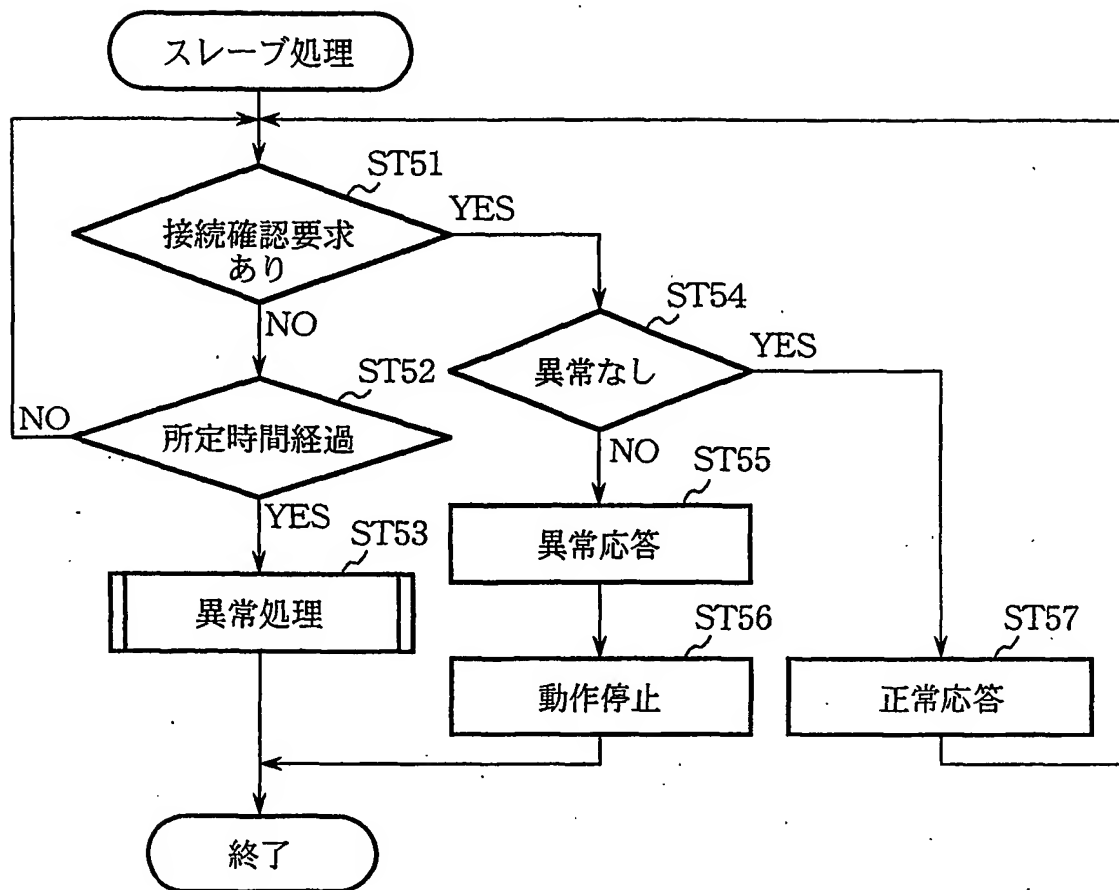 スレーブ処理
ST51
接続確認要求
あり
YES
NO
ST52
所定時間経過
NO
YES
ST53
異常処理
ST54
異常なし
YES
NO
ST55
異常応答
ST56
動作停止
ST57
正常応答
終了